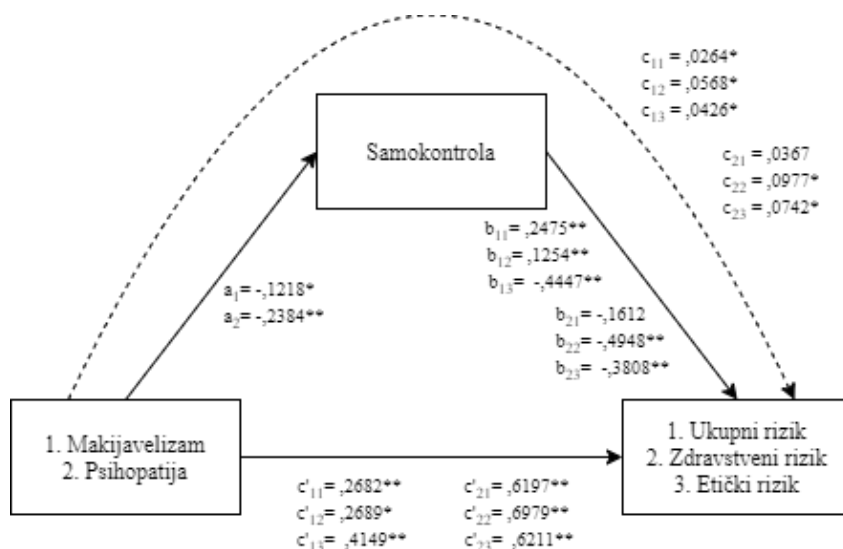 c₁₁ = ,0264*
c₁₂ = ,0568*
c₁₃ = ,0426*
Samokontrola
c₂₁ = ,0367
c₂₂ = ,0977*
c₂₃ = ,0742*
b₁₁= ,2475**
b₁₂= ,1254**
b₁₃= -,4447**
a₁= -,1218*
a₂= -,2384**
b₂₁= -,1612
b₂₂= -,4948**
b₂₃= -,3808**
1. Makijavelizam
2. Psihopatija
1. Ukupni rizik
2. Zdravstveni rizik
3. Etički rizik
c'₁₁= ,2682**
c'₁₂= ,2689*
c'₁₃= ,4149**
c'₂₁= ,6197**
c'₂₂= ,6979**
c'₂₃= ,6211**